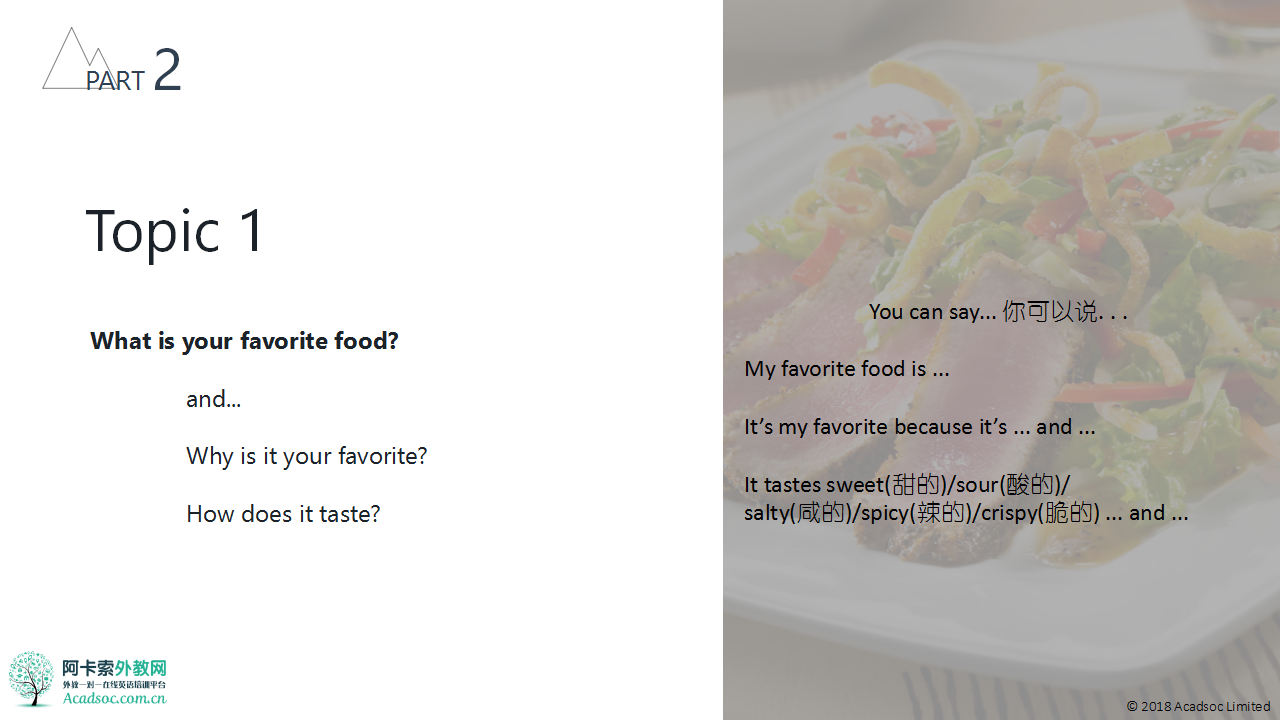 PART 2
Topic 1
What is your favorite food?
and...
Why is it your favorite?
How does it taste?
You can say... 你可以说. . .
My favorite food is ...
It’s my favorite because it’s ... and ...
It tastes sweet(甜的)/sour(酸的)/
salty(咸的)/spicy(辣的)/crispy(脆的) ... and ...
阿卡索外教网
外教一对一在线英语培训平台
Acadsoc.com.cn
© 2018 Acadsoc Limited